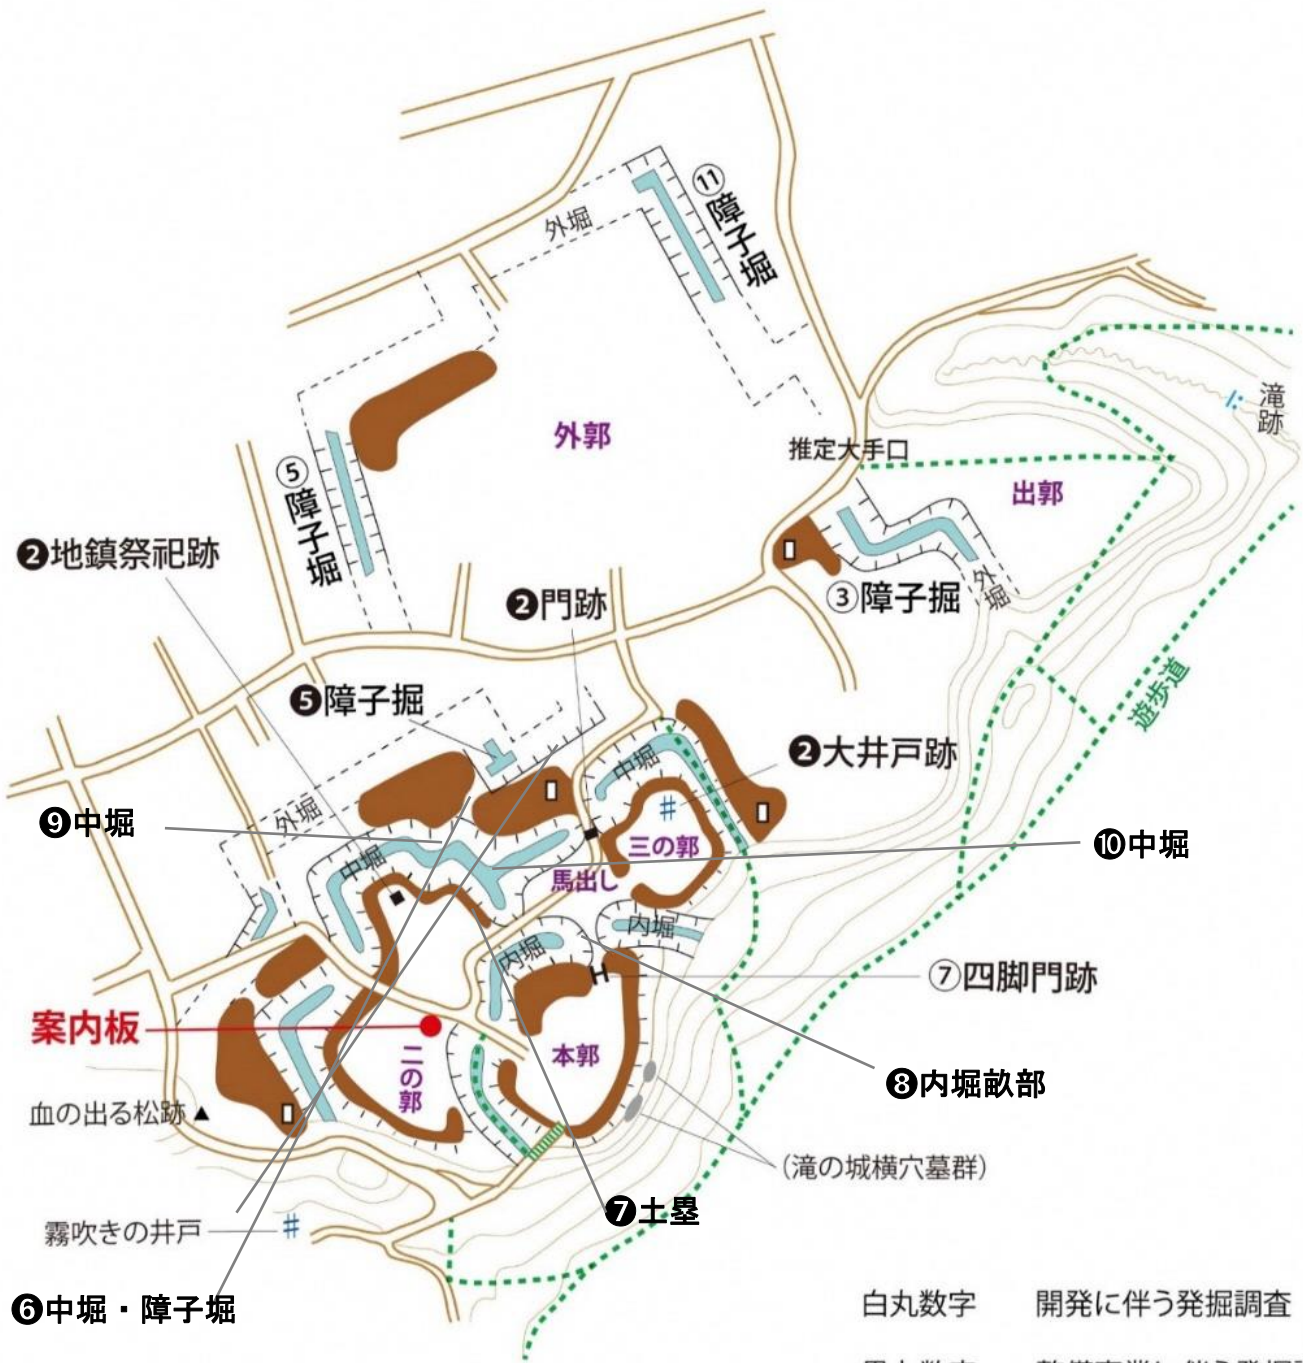 外堀
⑪障子堀
外郭
滝跡
推定大手口
出郭
⑤障子堀
❷地鎮祭祀跡
❷門跡
③障子掘
外堀
遊歩道
❺障子掘
❷大井戸跡
中堀
外堀
❾中堀
中堀
三の郭
❿中堀
馬出し
内堀
内堀
⑦四脚門跡
案内板
二の郭
本郭
❽内堀畝部
血の出る松跡▲
(滝の城横穴墓群)
❼土塁
霧吹きの井戸
❻中堀・障子堀
白丸数字 開発に伴う発掘調査